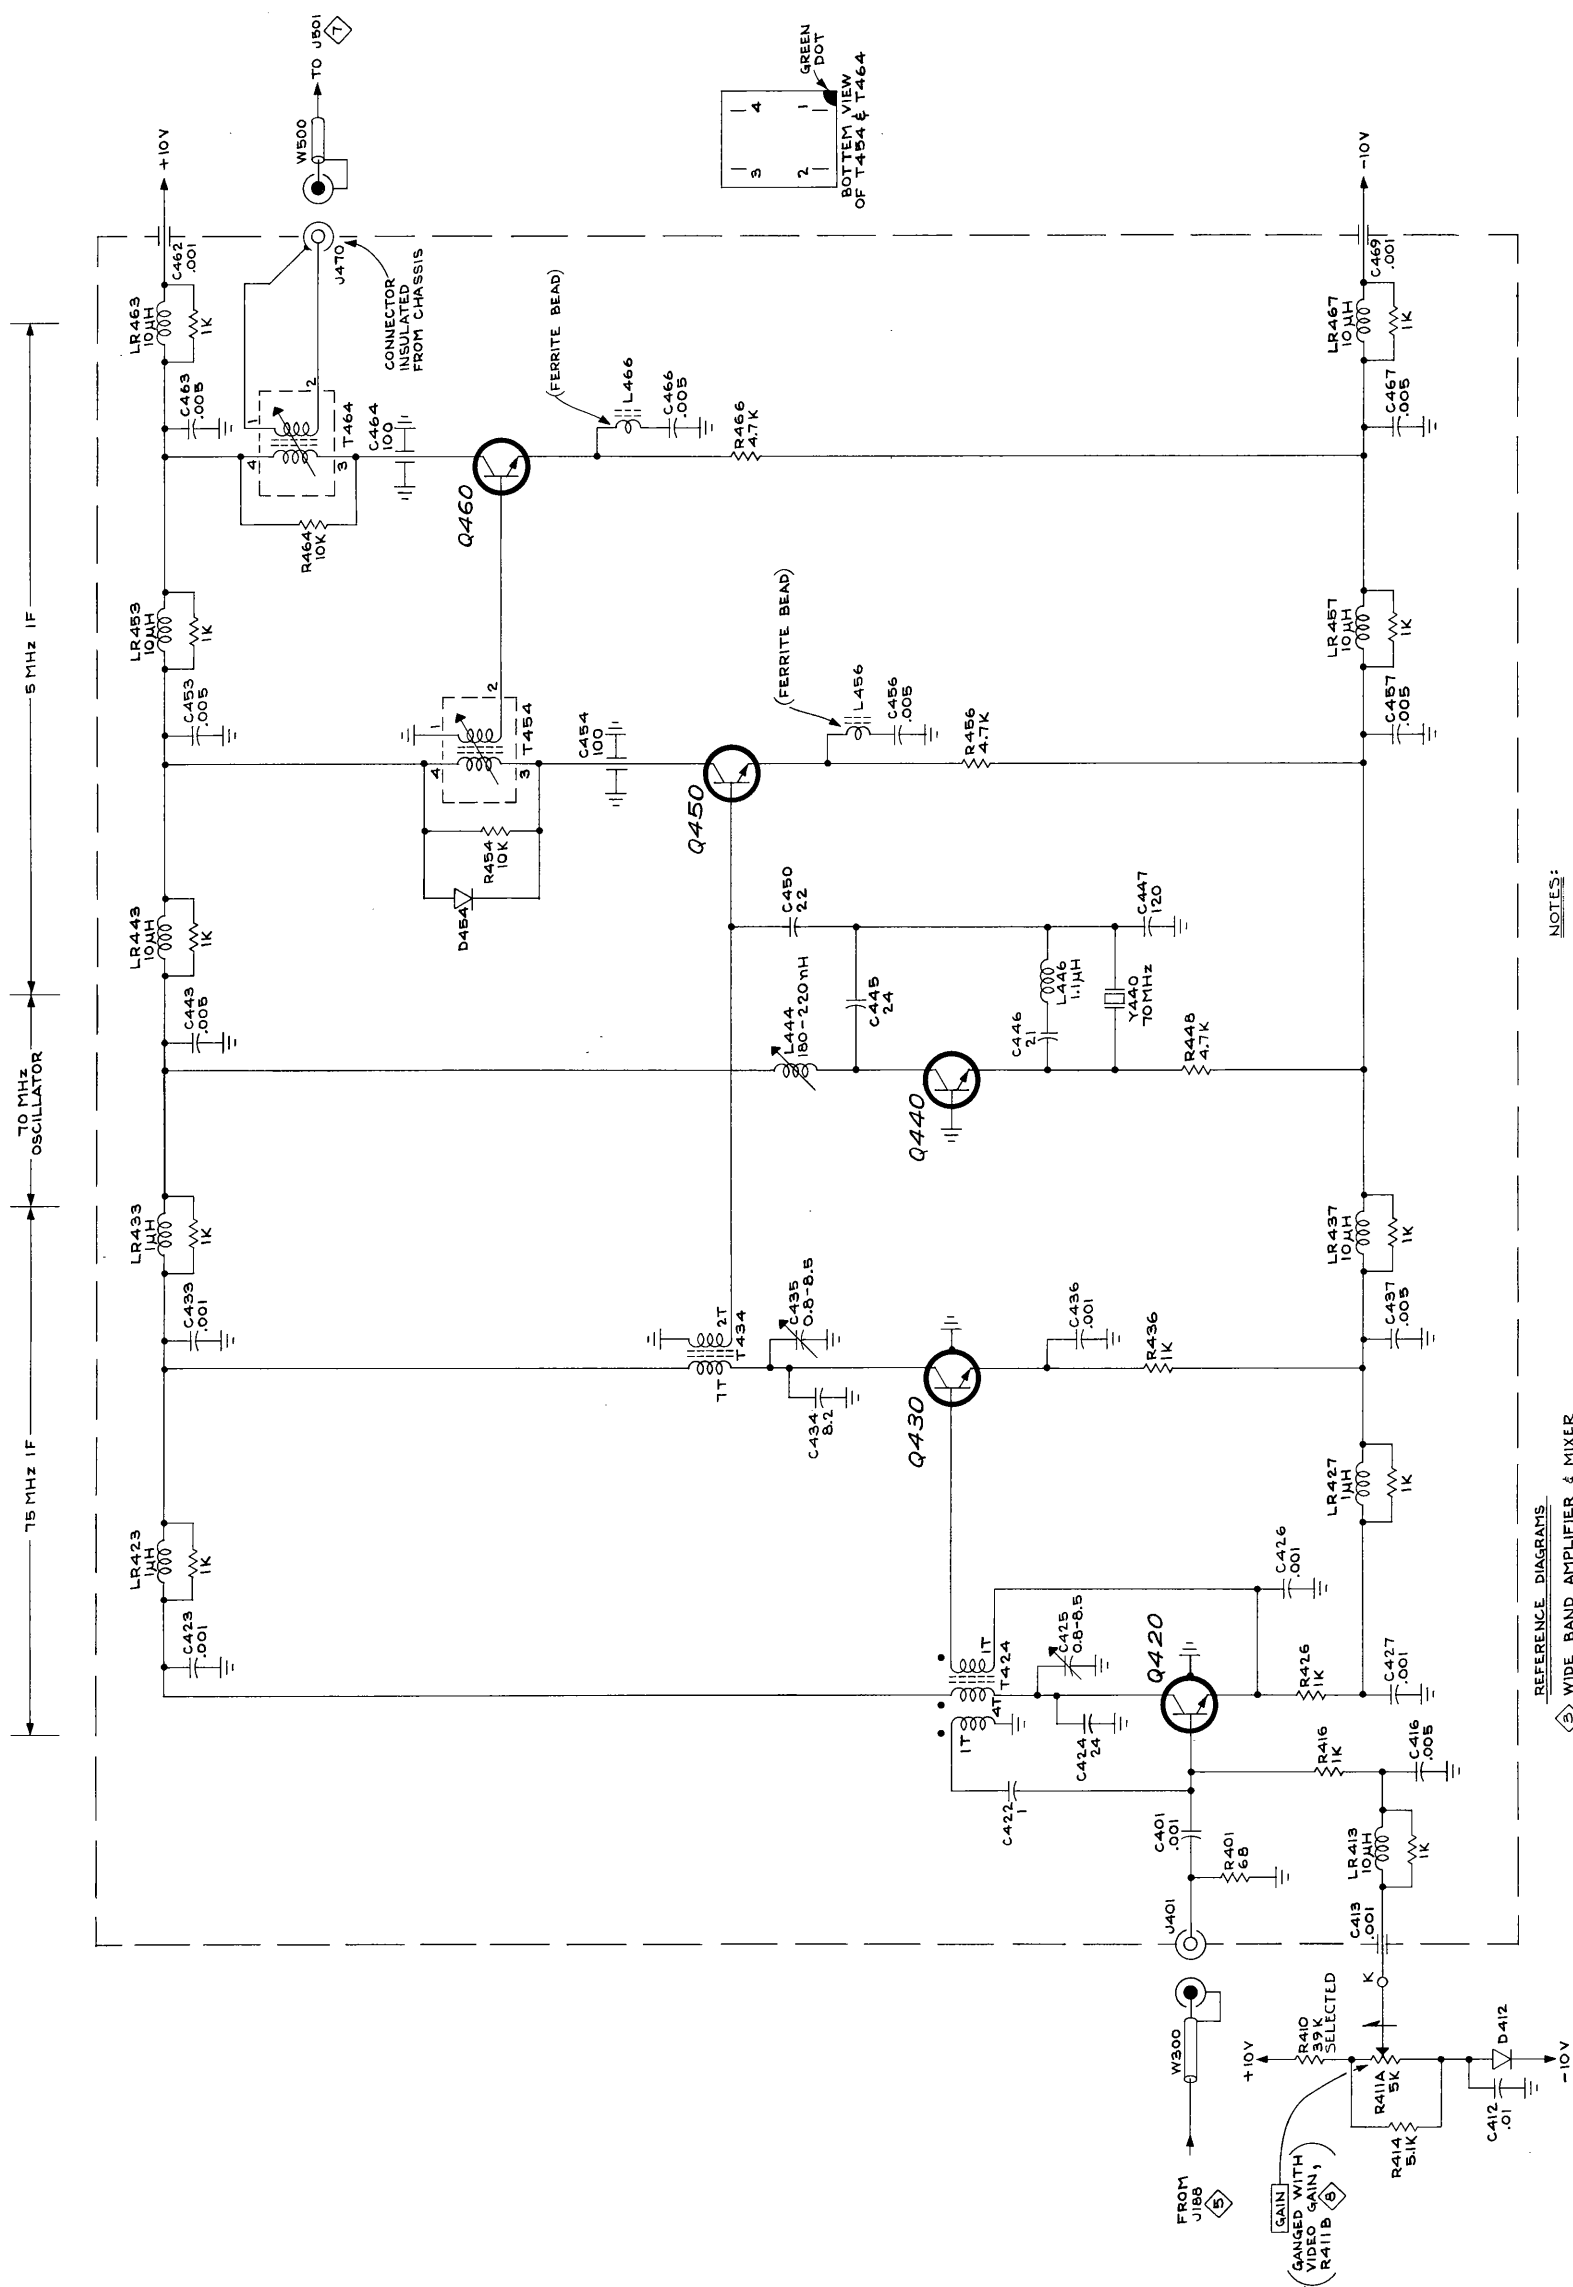 75 MHz IF
70 MHz
OSCILLATOR
5 MHz IF
LR423
1µH
1K
C423
.001
C433
.001
LR433
1µH
1K
C443
.005
LR443
10µH
1K
C453
.005
LR453
10µH
1K
C463
.005
LR463
10µH
1K
C462
.001
+10V
W500
TO J501
7
J470
CONNECTOR
INSULATED
FROM CHASSIS
4
1
3
2
T464
R464
10K
C464
100
Q460
(FERRITE BEAD)
L466
C466
.005
R466
4.7K
4
1
3
2
T454
D454
R454
10K
C454
100
Q450
(FERRITE BEAD)
L456
C456
.005
R456
4.7K
3
4
2
1
GREEN
DOT
BOTTEM VIEW
OF T454 & T464
7T
2T
T434
C434
8.2
C435
0.8-8.5
Q430
C436
.001
R436
1K
L444
180-220nH
C445
24
C450
22
Q440
C446
21
L446
1.1µH
Y440
70MHz
C447
120
R448
4.7K
1T
4T
1T
T424
C422
1
C424
24
C425
0.8-8.5
Q420
C426
.001
R426
1K
C427
.001
LR427
1µH
1K
C437
.005
LR437
10µH
1K
C457
.005
LR457
10µH
1K
C467
.005
LR467
10µH
1K
C469
.001
-10V
FROM
J188
5
W300
J401
R401
68
C401
.001
R416
1K
C416
.005
LR413
10µH
1K
C413
.001
K
+10V
R410
39K
SELECTED
R411A
5K
R414
5.1K
C412
.01
D412
-10V
GAIN
(GANGED WITH
VIDEO GAIN,
R411B 8)
REFERENCE DIAGRAMS
3 WIDE BAND AMPLIFIER & MIXER
NOTES: